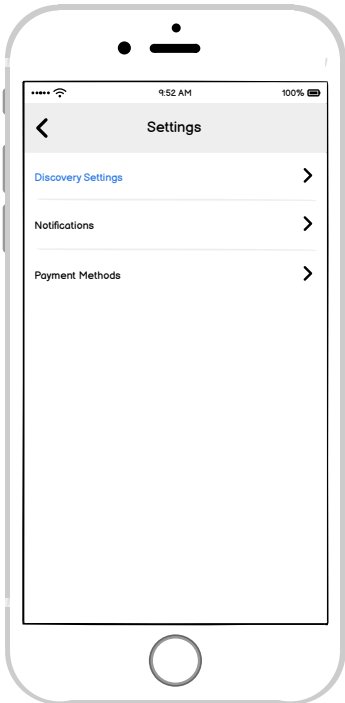 9:52 AM 100%
Settings
Discovery Settings
Notifications
Payment Methods